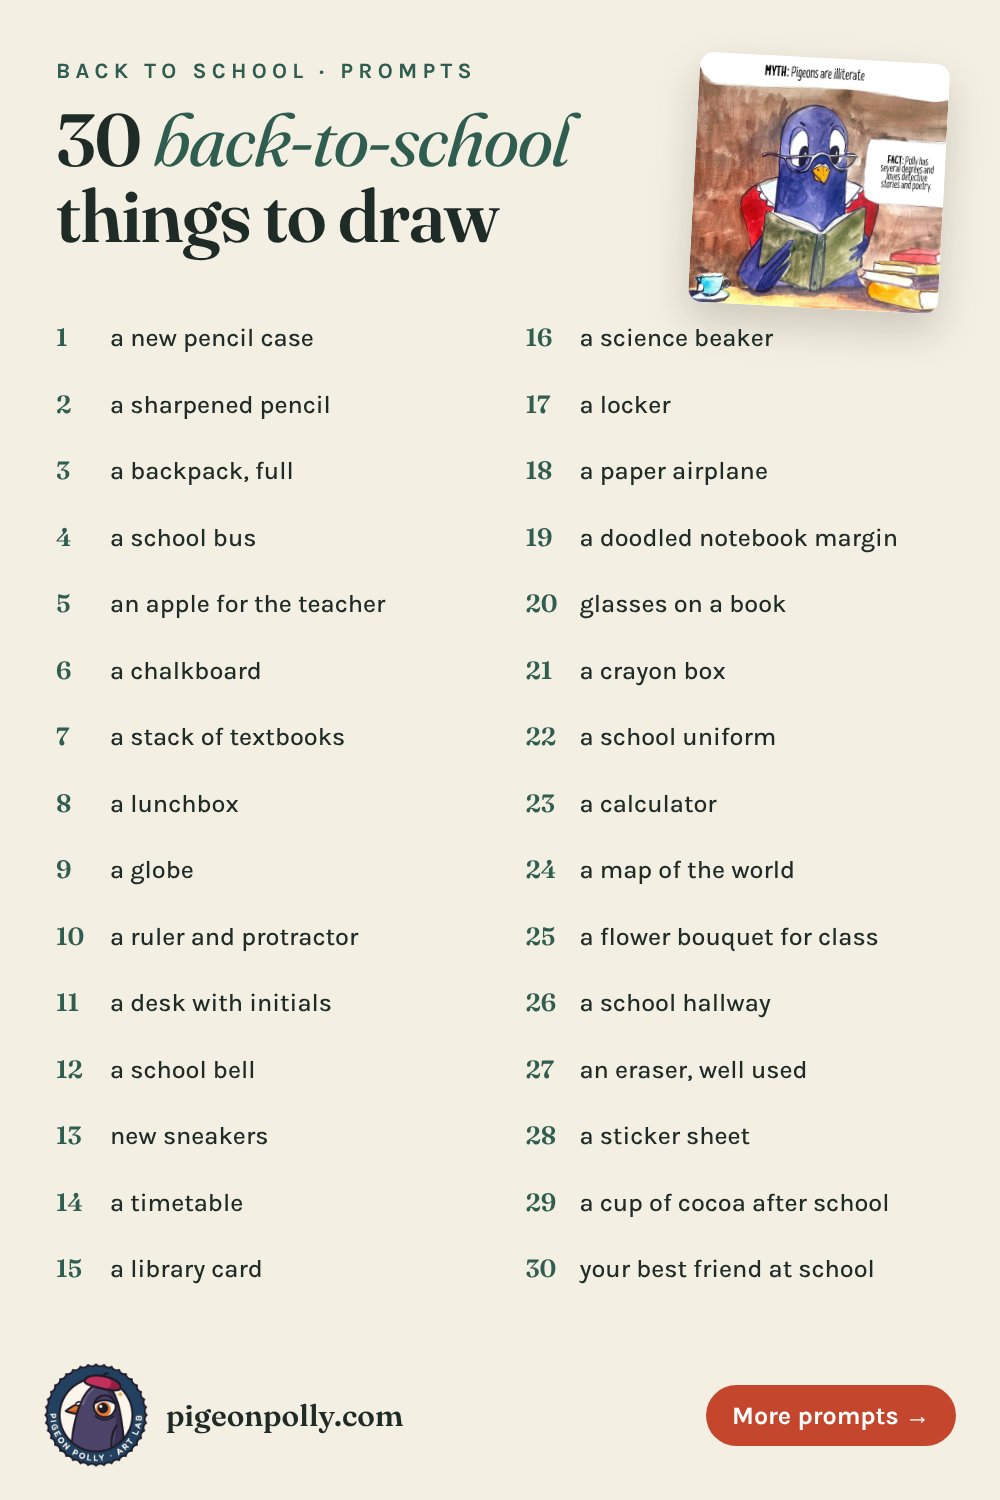 BACK TO SCHOOL · PROMPTS
30 back-to-school
things to draw
MYTH: Pigeons are illiterate
FACT: Polly has
several degrees and
loves detective
stories and poetry.
1 a new pencil case
2 a sharpened pencil
3 a backpack, full
4 a school bus
5 an apple for the teacher
6 a chalkboard
7 a stack of textbooks
8 a lunchbox
9 a globe
10 a ruler and protractor
11 a desk with initials
12 a school bell
13 new sneakers
14 a timetable
15 a library card
16 a science beaker
17 a locker
18 a paper airplane
19 a doodled notebook margin
20 glasses on a book
21 a crayon box
22 a school uniform
23 a calculator
24 a map of the world
25 a flower bouquet for class
26 a school hallway
27 an eraser, well used
28 a sticker sheet
29 a cup of cocoa after school
30 your best friend at school
PIGEON POLLY · ART LAB
pigeonpolly.com
More prompts →